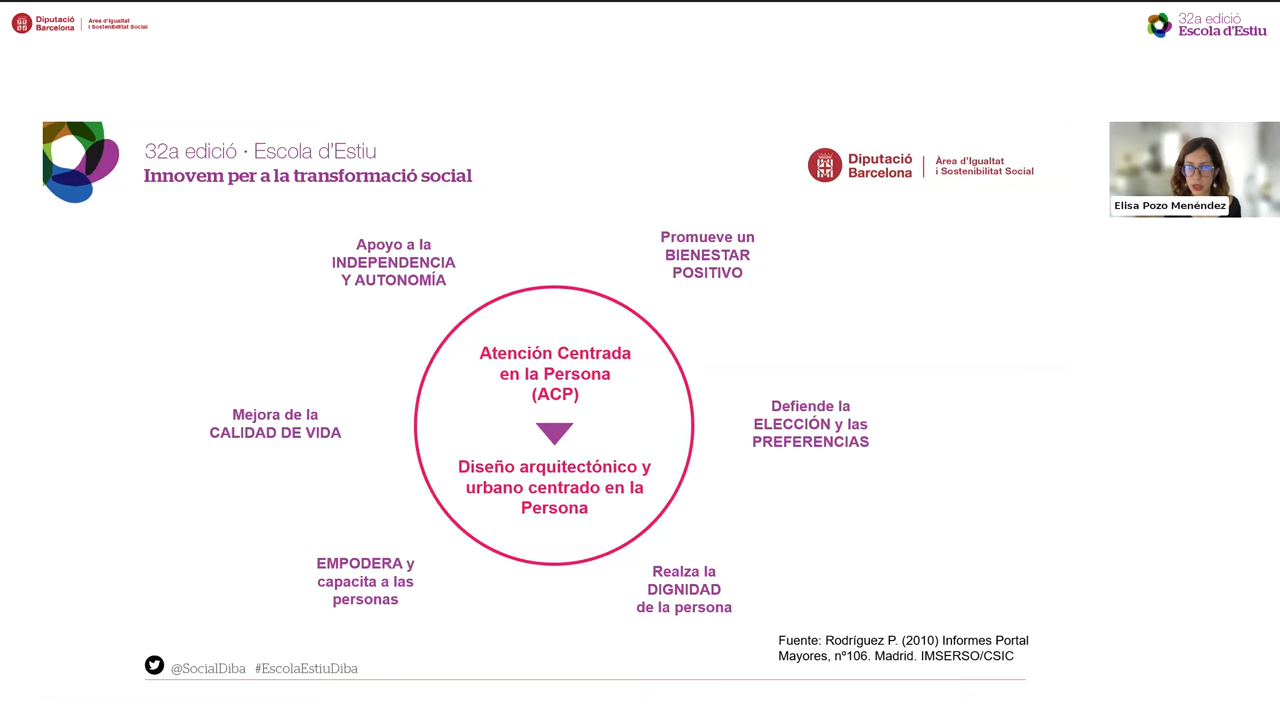 Diputació
Barcelona
Àrea d'Igualtat
i Sostenibilitat Social
32a edició
Escola d'Estiu
32a edició · Escola d'Estiu
Innovem per a la transformació social
Diputació
Barcelona
Àrea d'Igualtat
i Sostenibilitat Social
Elisa Pozo Menéndez
Apoyo a la
INDEPENDENCIA
Y AUTONOMÍA
Promueve un
BIENESTAR
POSITIVO
Atención Centrada
en la Persona
(ACP)
Mejora de la
CALIDAD DE VIDA
Defiende la
ELECCIÓN y las
PREFERENCIAS
Diseño arquitectónico y
urbano centrado en la
Persona
EMPODERA y
capacita a las
personas
Realza la
DIGNIDAD
de la persona
Fuente: Rodríguez P. (2010) Informes Portal
Mayores, nº106. Madrid. IMSERSO/CSIC
@SocialDiba #EscolaEstiuDiba